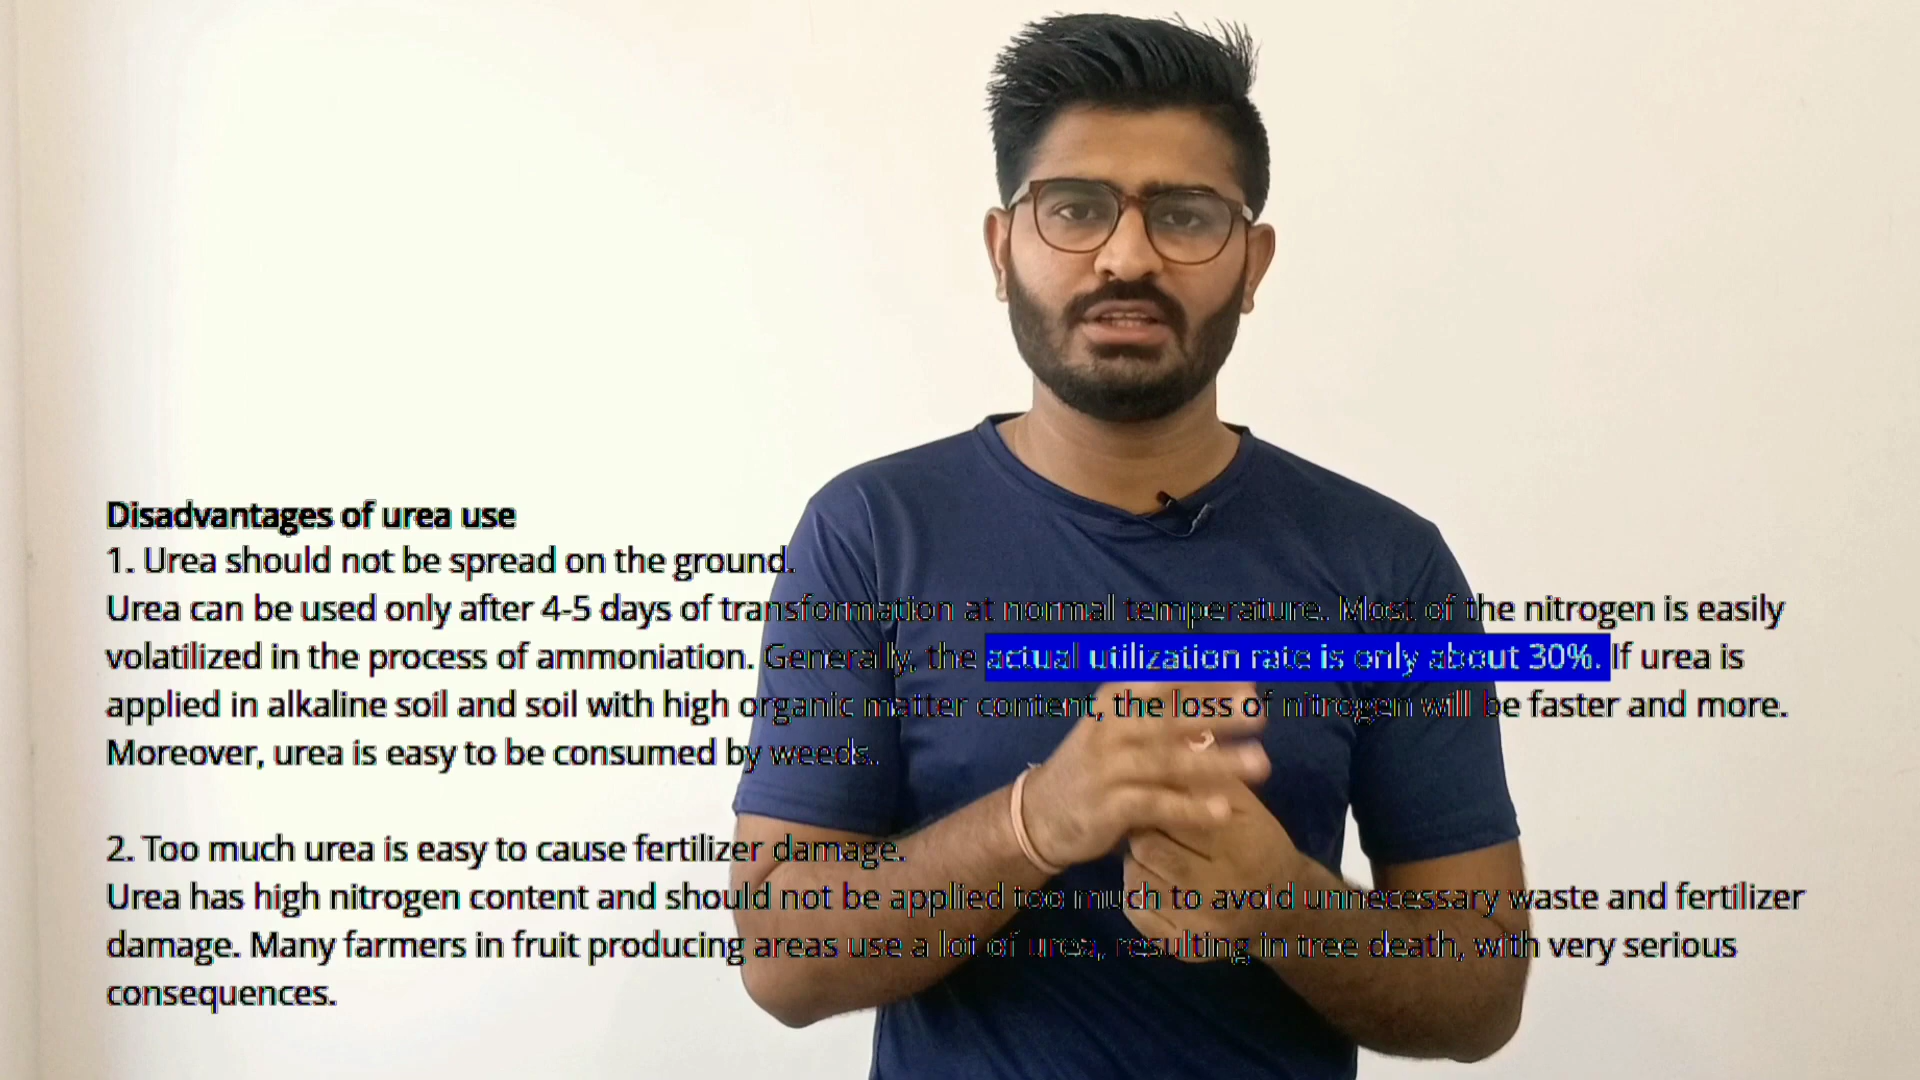 Disadvantages of urea use
1. Urea should not be spread on the ground.
Urea can be used only after 4-5 days of transformation at normal temperature. Most of the nitrogen is easily
volatilized in the process of ammoniation. Generally, the actual utilization rate is only about 30%. If urea is
applied in alkaline soil and soil with high organic matter content, the loss of nitrogen will be faster and more.
Moreover, urea is easy to be consumed by weeds.
2. Too much urea is easy to cause fertilizer damage.
Urea has high nitrogen content and should not be applied too much to avoid unnecessary waste and fertilizer
damage. Many farmers in fruit producing areas use a lot of urea, resulting in tree death, with very serious
consequences.